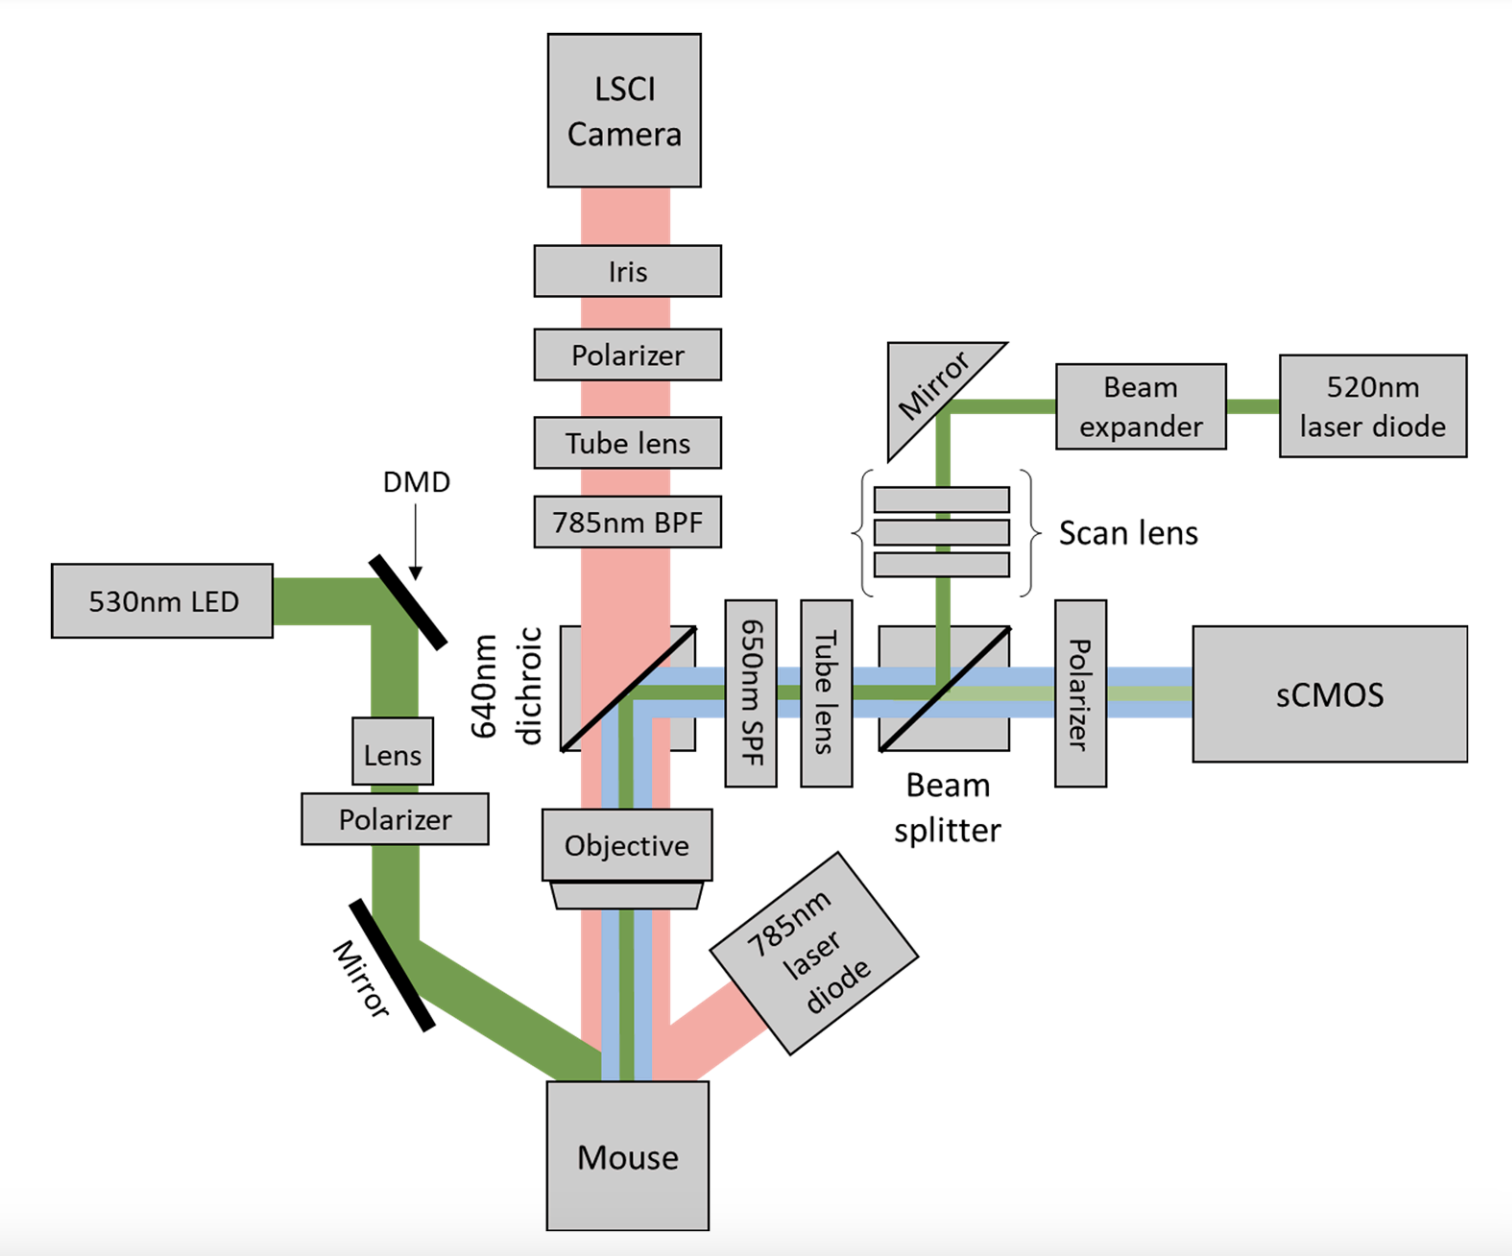 LSCI
Camera
Iris
Polarizer
Tube lens
785nm BPF
Mirror
Beam
expander
520nm
laser diode
Scan lens
DMD
530nm LED
Lens
Polarizer
Mirror
640nm
dichroic
650nm SPF
Tube lens
Beam
splitter
Polarizer
sCMOS
Objective
785nm
laser
diode
Mouse